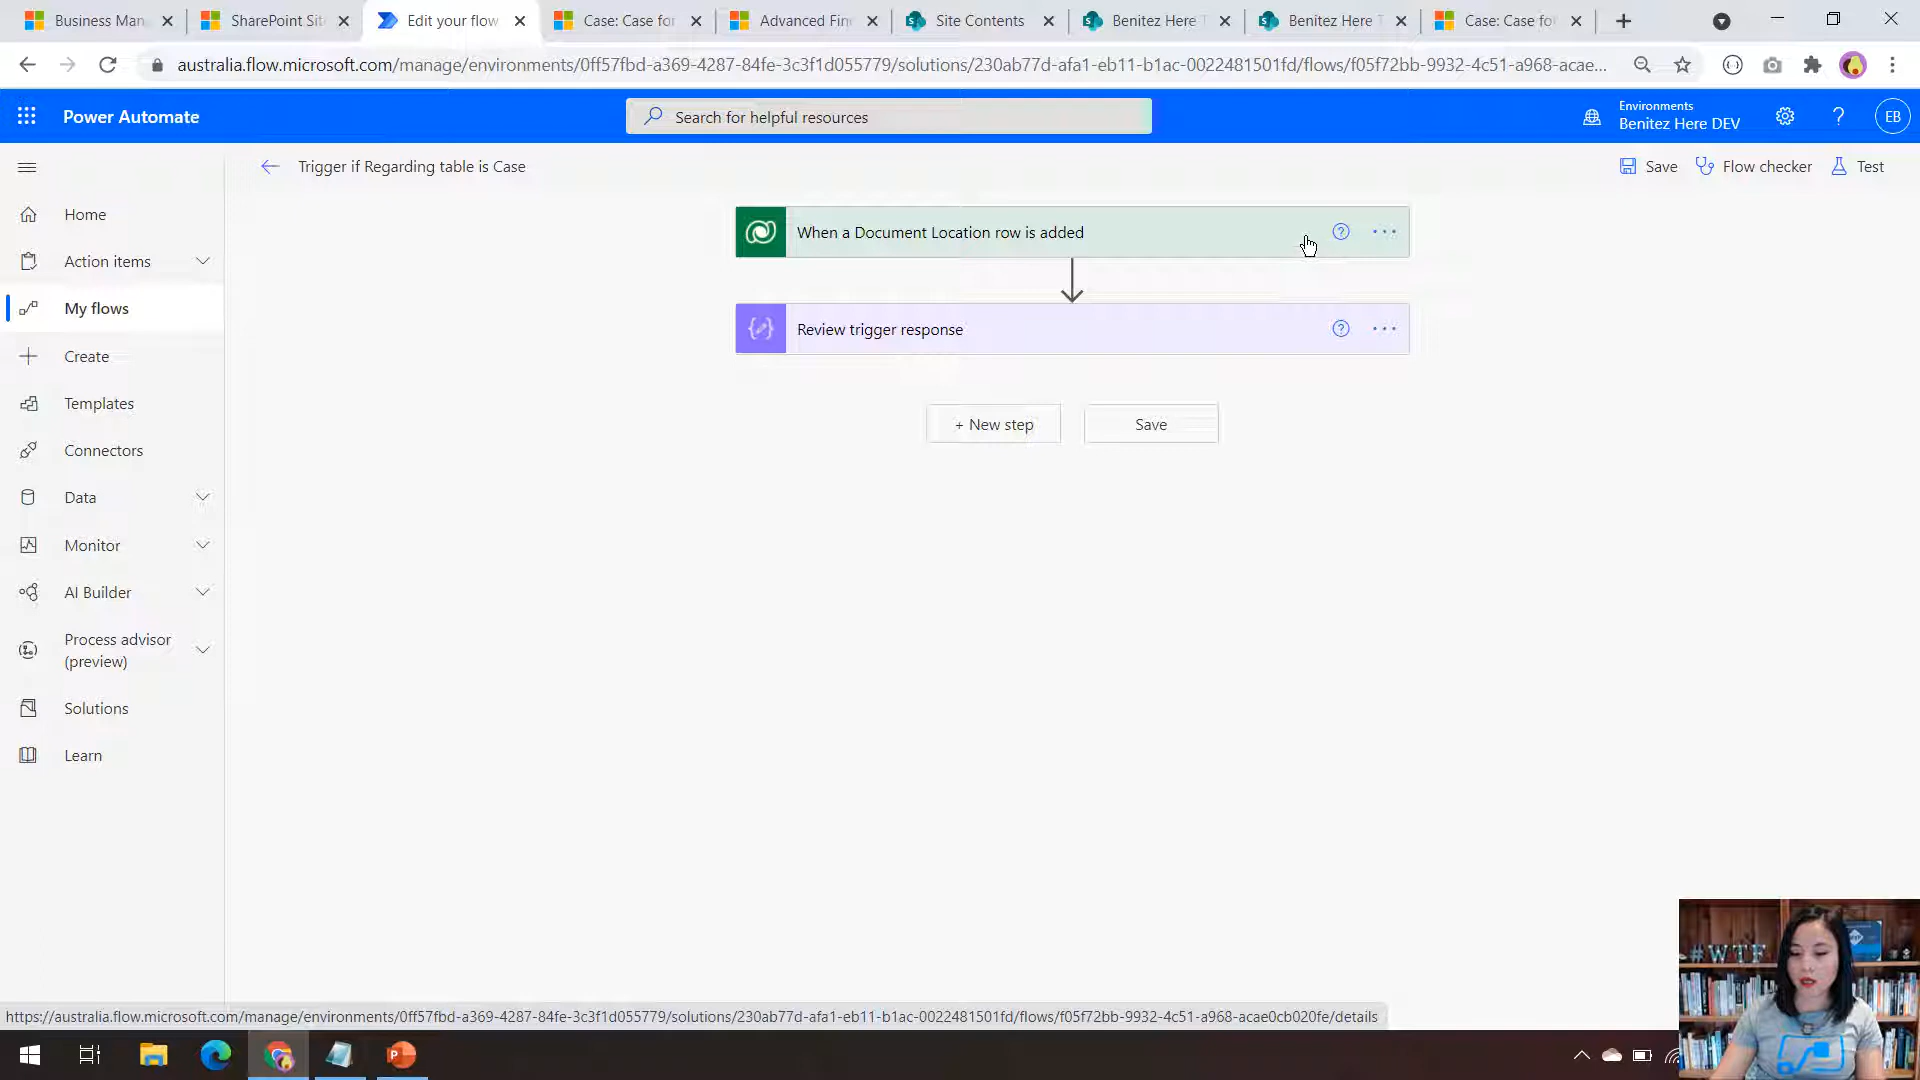 Business Man
SharePoint Sit
Edit your flow
Case: Case for
Advanced Fin
Site Contents
Benitez Here T
Benitez Here T
Case: Case fo
australia.flow.microsoft.com/manage/environments/0ff57fbd-a369-4287-84fe-3c3f1d055779/solutions/230ab77d-afa1-eb11-b1ac-0022481501fd/flows/f05f72bb-9932-4c51-a968-acae...
Power Automate
Search for helpful resources
Environments
Benitez Here DEV
EB
Trigger if Regarding table is Case
Save
Flow checker
Test
Home
Action items
My flows
Create
Templates
Connectors
Data
Monitor
AI Builder
Process advisor
(preview)
Solutions
Learn
When a Document Location row is added
Review trigger response
+ New step
Save
#WTF
https://australia.flow.microsoft.com/manage/environments/0ff57fbd-a369-4287-84fe-3c3f1d055779/solutions/230ab77d-afa1-eb11-b1ac-0022481501fd/flows/f05f72bb-9932-4c51-a968-acae0cb020fe/details